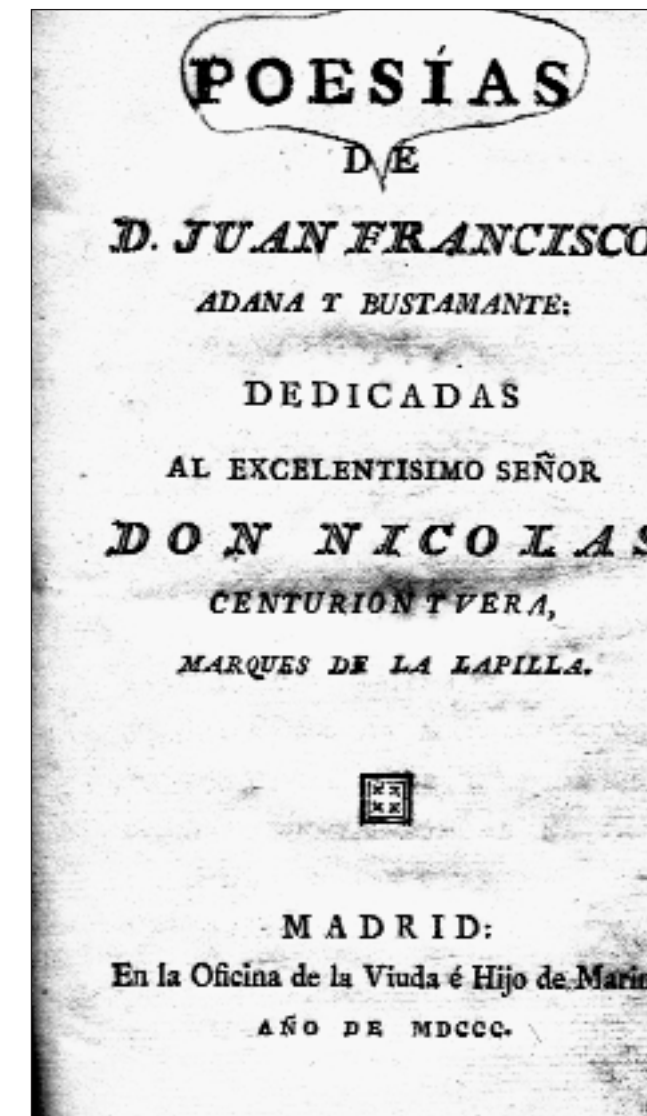 POESÍAS
DE
D. JUAN FRANCISCO
ADANA Y BUSTAMANTE:
DEDICADAS
AL EXCELENTISIMO SEÑOR
DON NICOLAS
CENTURION Y VERA,
MARQUES DE LA LAPILLA.
MADRID:
En la Oficina de la Viuda é Hijo de Marin
AÑO DE MDCCC.